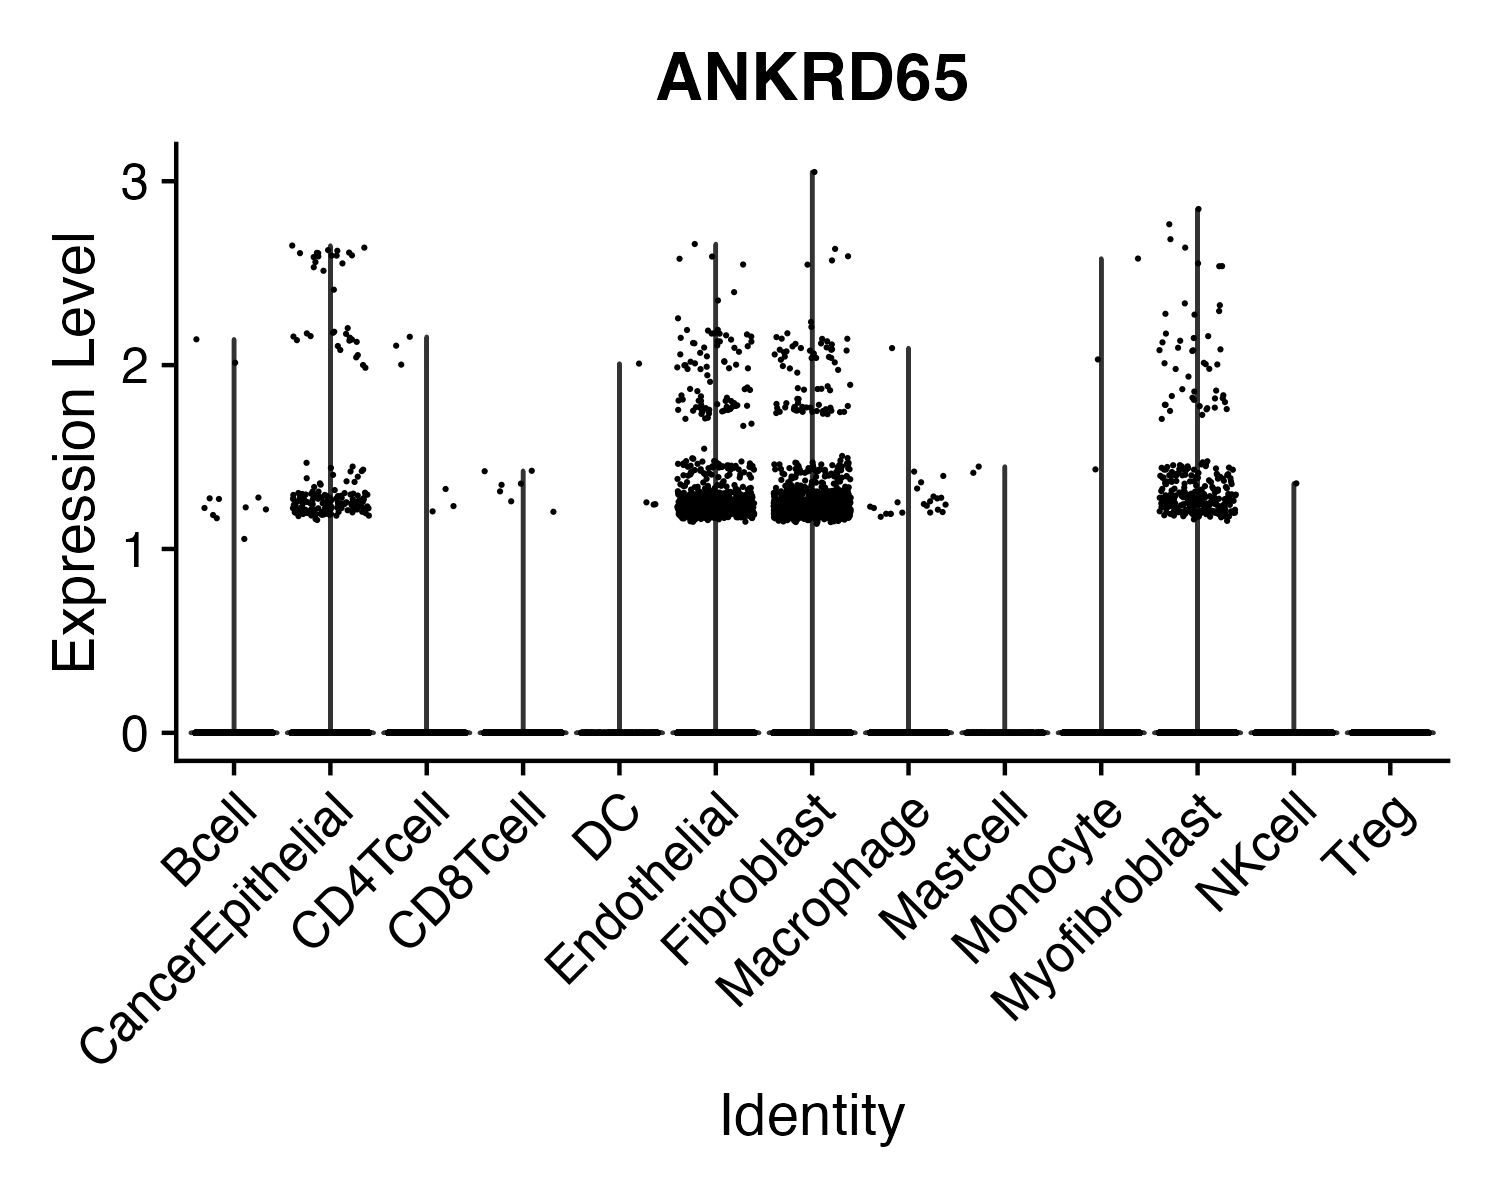 ANKRD65
Expression Level
3
2
1
0
Bcell
CancerEpithelial
CD4Tcell
CD8Tcell
DC
Endothelial
Fibroblast
Macrophage
Mastcell
Monocyte
Myofibroblast
NKcell
Treg
Identity